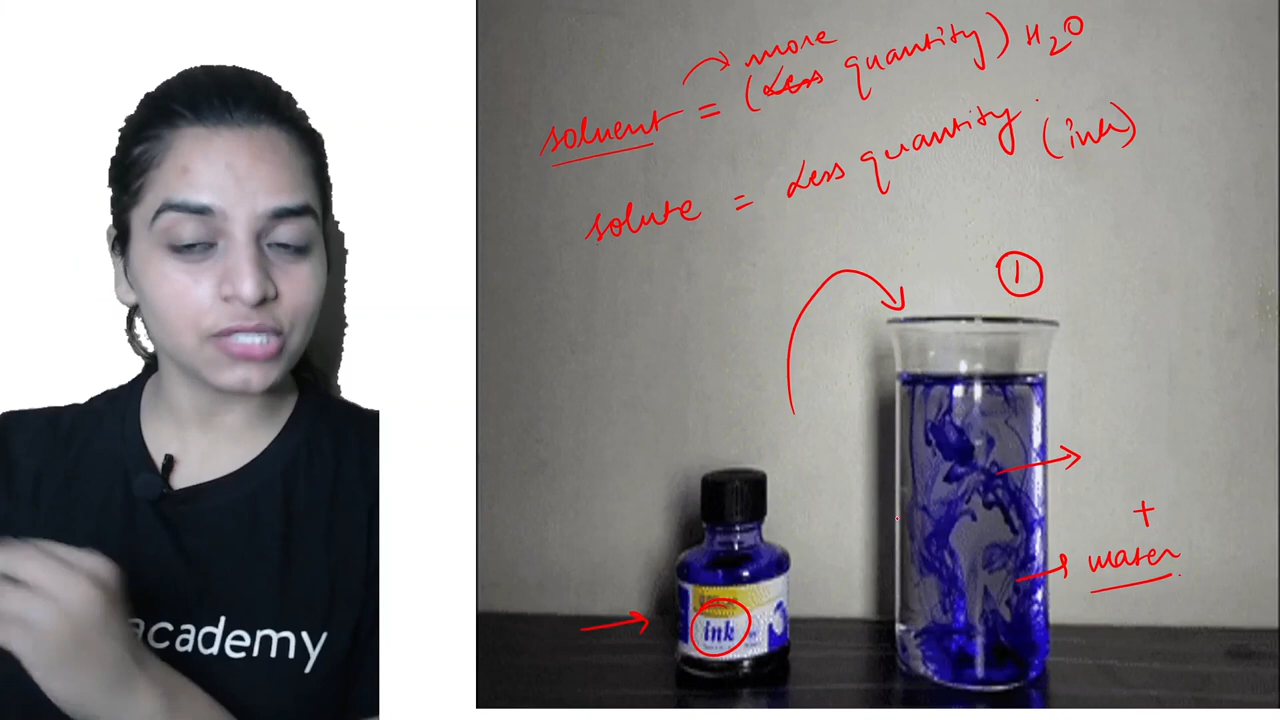 more
solvent = (Less quantity) H2O
solute = Less quantity (ink)
1
+
water
ink
academy